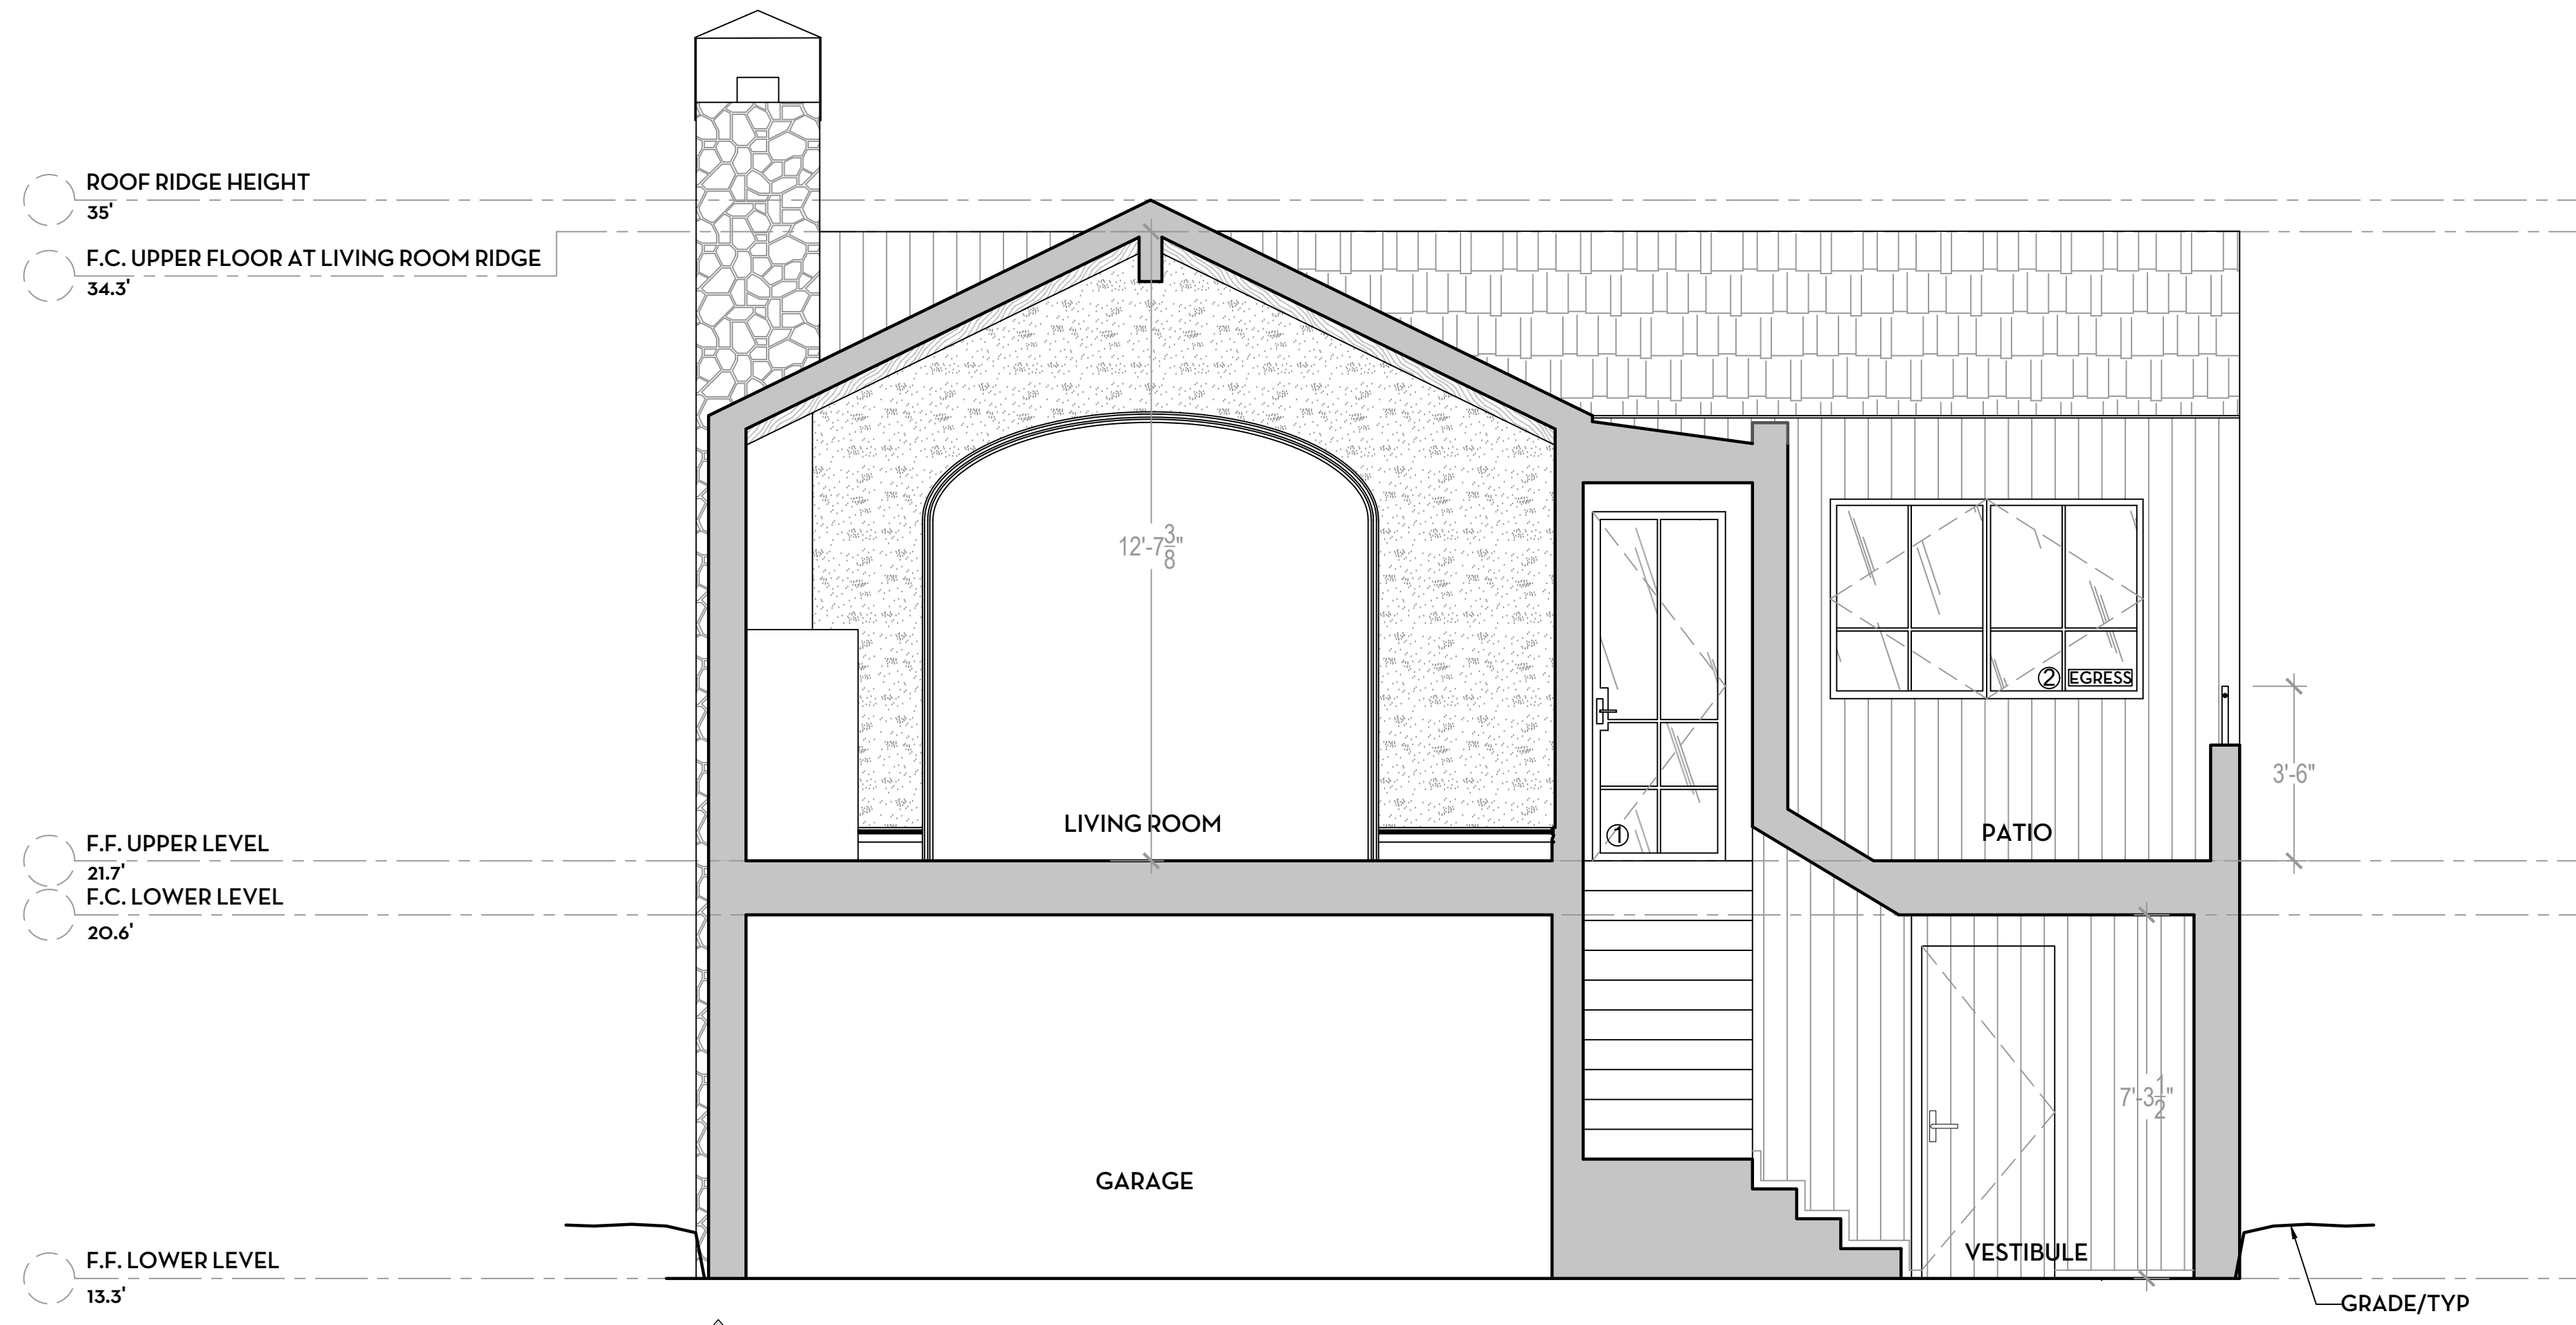 ROOF RIDGE HEIGHT
35'
F.C. UPPER FLOOR AT LIVING ROOM RIDGE
34.3'
12'-7 3/8"
② EGRESS
3'-6"
①
LIVING ROOM
PATIO
F.F. UPPER LEVEL
21.7'
F.C. LOWER LEVEL
20.6'
7'-3 1/2"
GARAGE
VESTIBULE
F.F. LOWER LEVEL
13.3'
GRADE/TYP